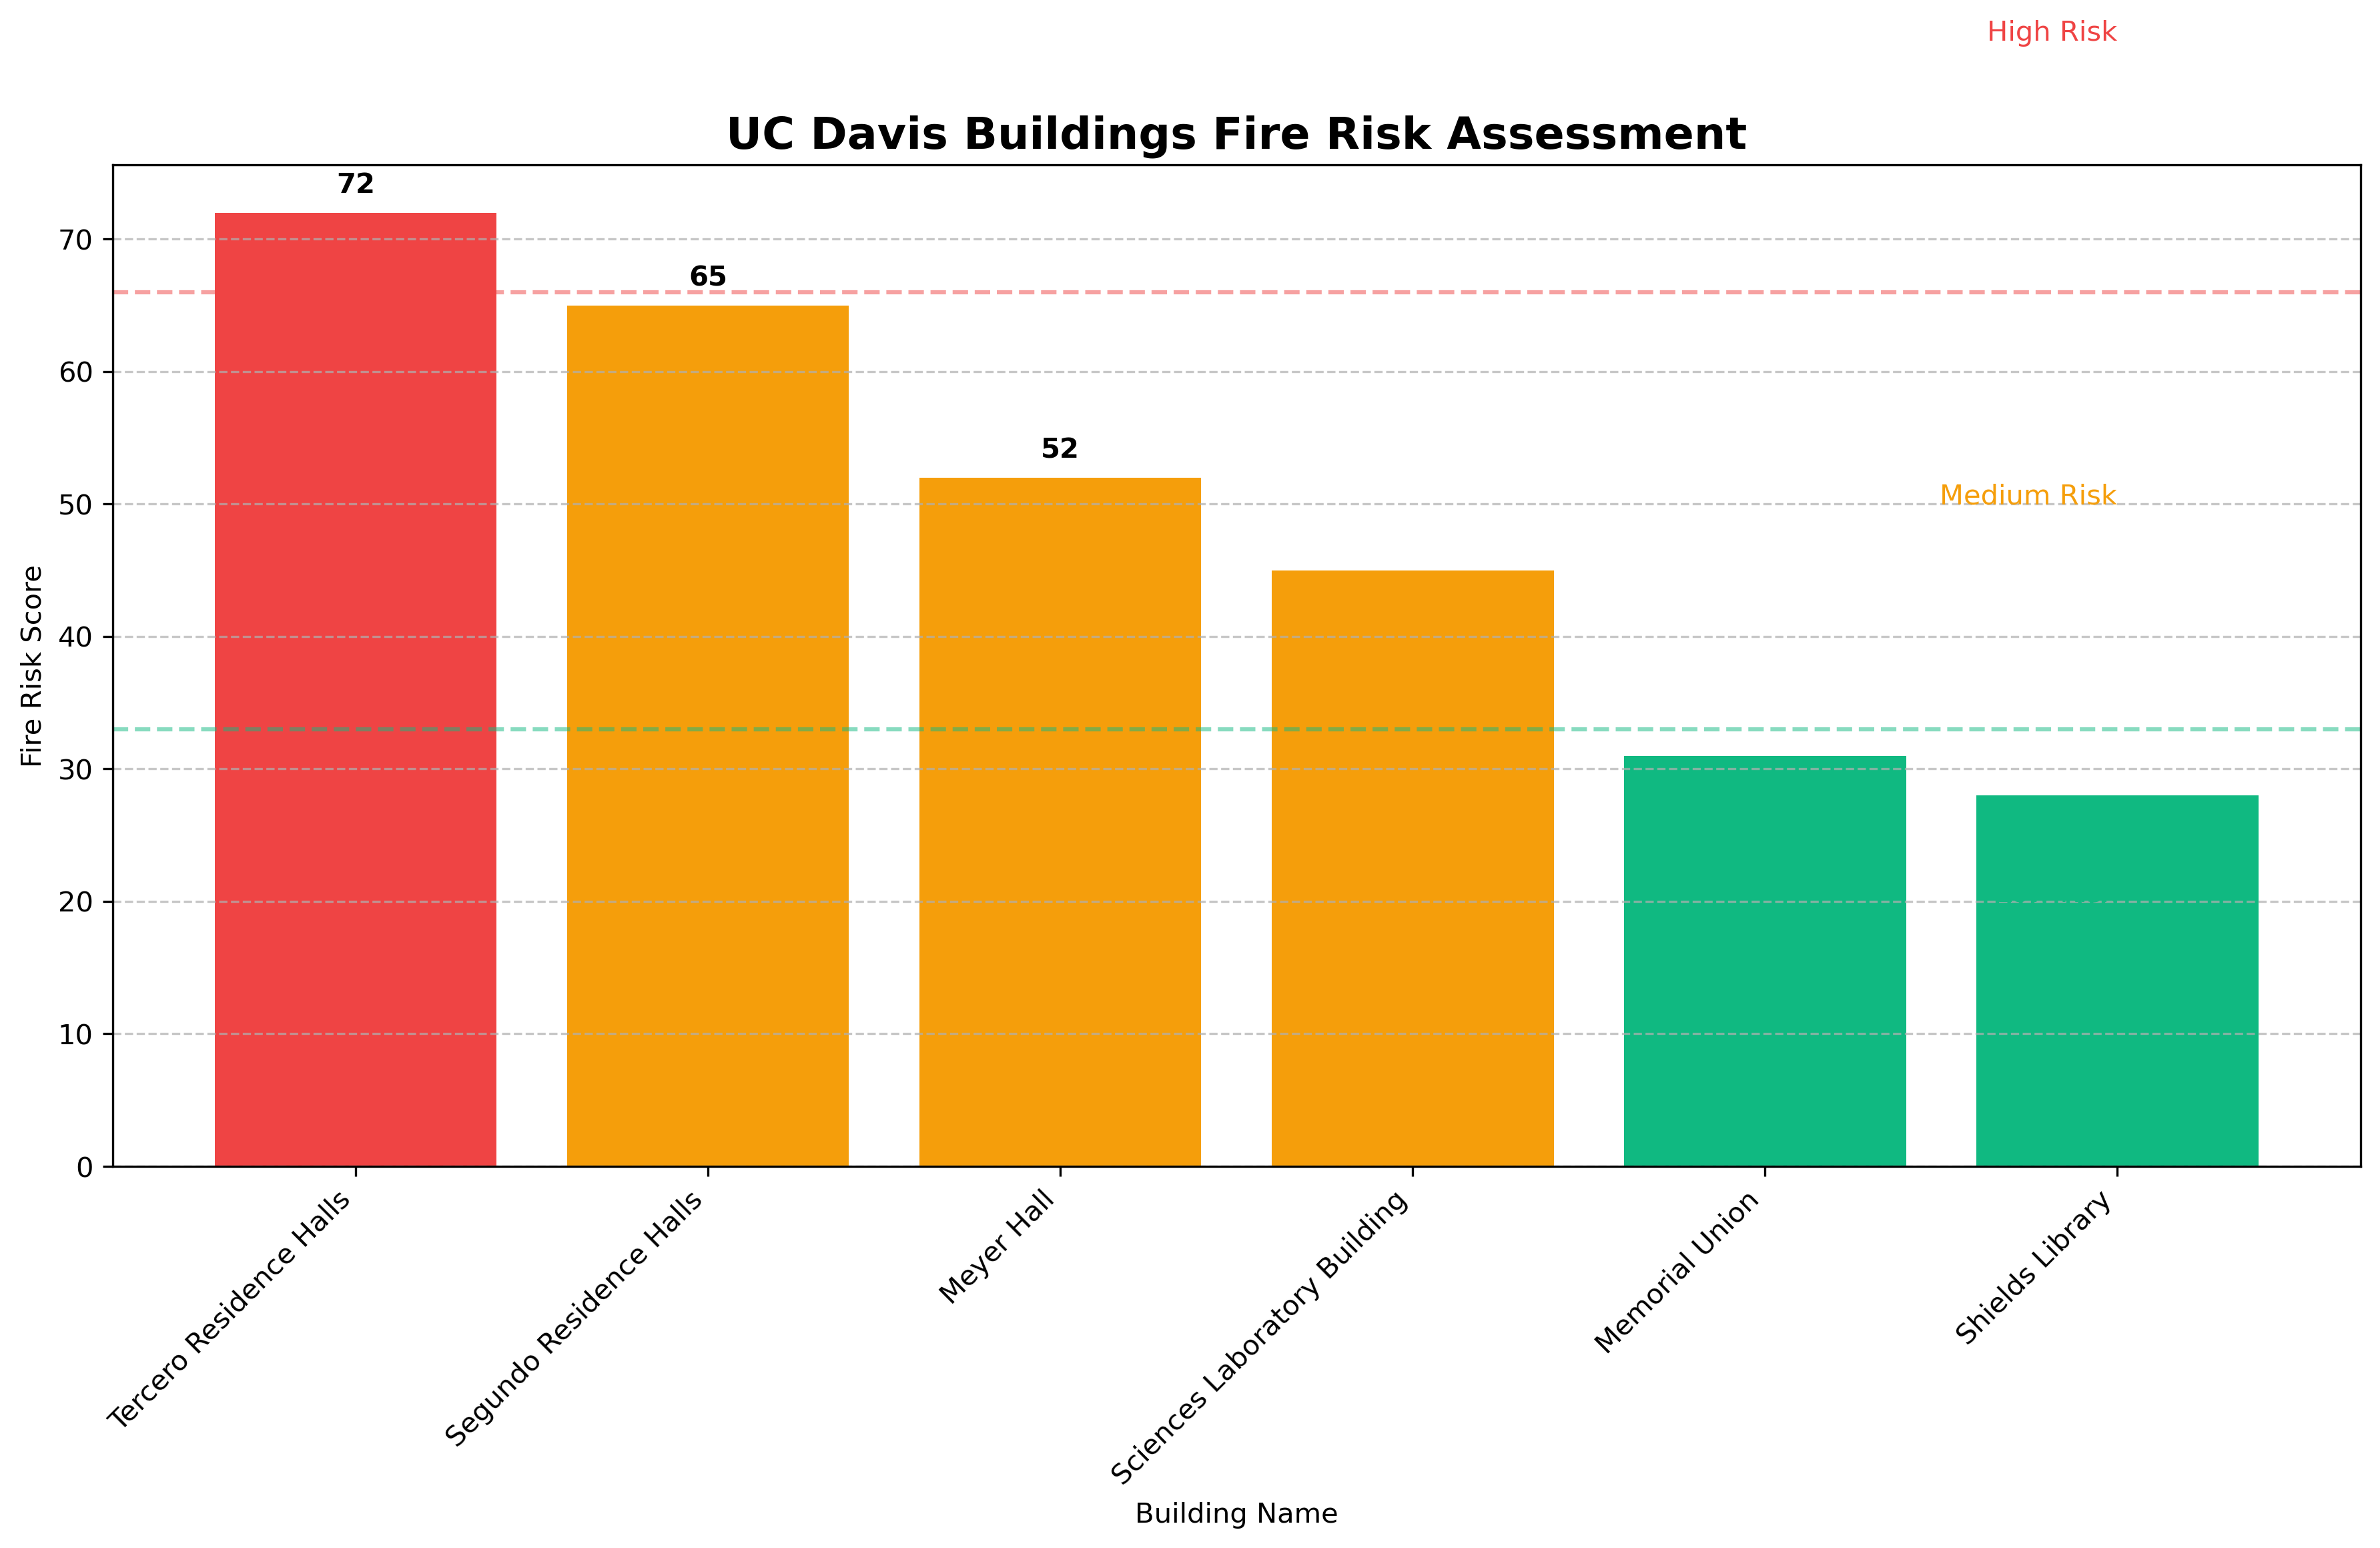 High Risk
UC Davis Buildings Fire Risk Assessment
72
65
52
Medium Risk
70
60
50
40
30
20
10
0
Fire Risk Score
Tercero Residence Halls
Segundo Residence Halls
Meyer Hall
Sciences Laboratory Building
Memorial Union
Shields Library
Building Name